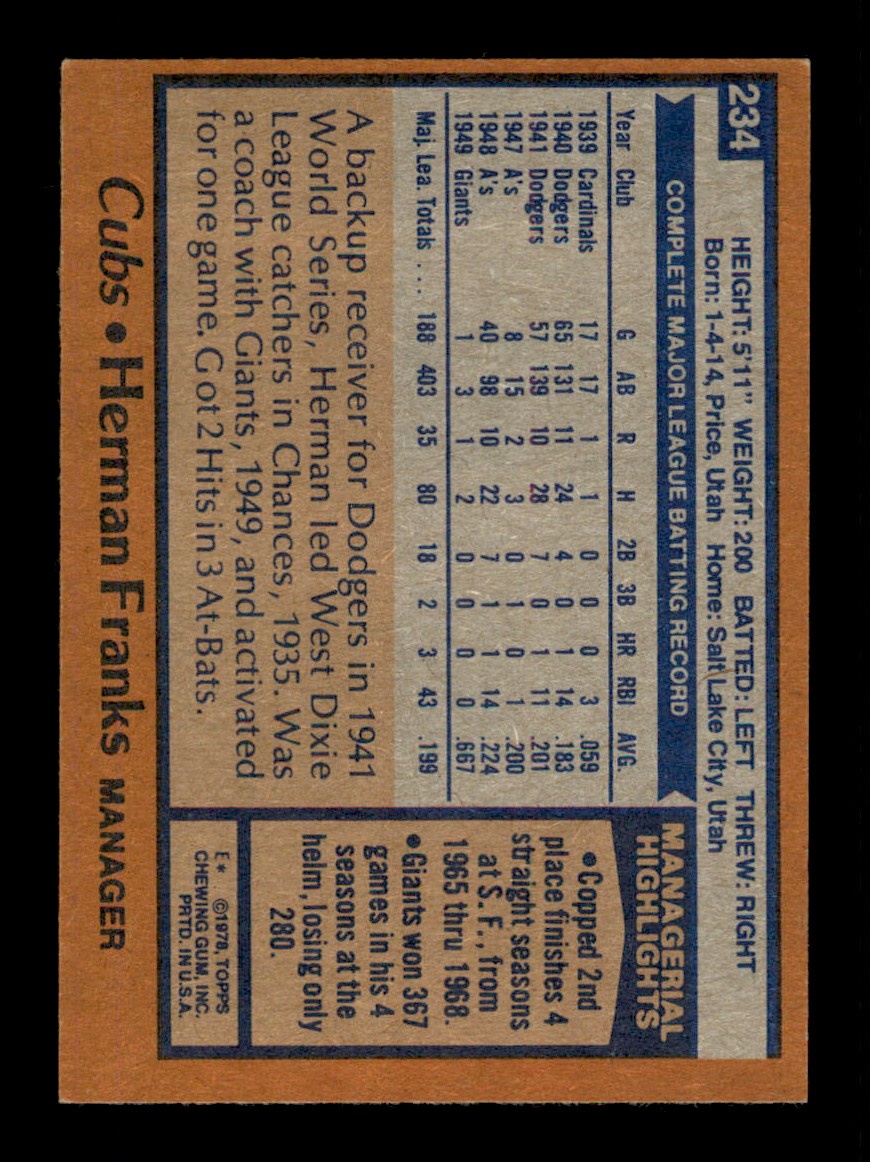 234
HEIGHT: 5'11" WEIGHT: 200 BATTED: LEFT THREW: RIGHT
Born: 1-4-14, Price, Utah Home: Salt Lake City, Utah
COMPLETE MAJOR LEAGUE BATTING RECORD
Year Club G AB R H 2B 3B HR RBI AVG.
1939 Cardinals 17 17 1 1 0 0 0 3 .059
1940 Dodgers 65 131 11 24 4 0 1 14 .183
1941 Dodgers 57 139 10 28 7 0 1 11 .201
1947 A's 8 15 2 3 0 1 0 1 .200
1948 A's 40 98 10 22 7 1 1 14 .224
1949 Giants 1 3 1 2 0 0 0 0 .667
Maj. Lea. Totals .... 188 403 35 80 18 2 3 43 .199
A backup receiver for Dodgers in 1941
World Series, Herman led West Dixie
League catchers in Chances, 1935. Was
a coach with Giants, 1949, and activated
for one game. Got 2 Hits in 3 At-Bats.
MANAGERIAL
HIGHLIGHTS
•Copped 2nd
place finishes 4
straight seasons
at S. F., from
1965 thru 1968.
•Giants won 367
games in his 4
seasons at the
helm, losing only
280.
E* ©1978, TOPPS
CHEWING GUM, INC.
PRTD. IN U.S.A.
Cubs • Herman Franks MANAGER